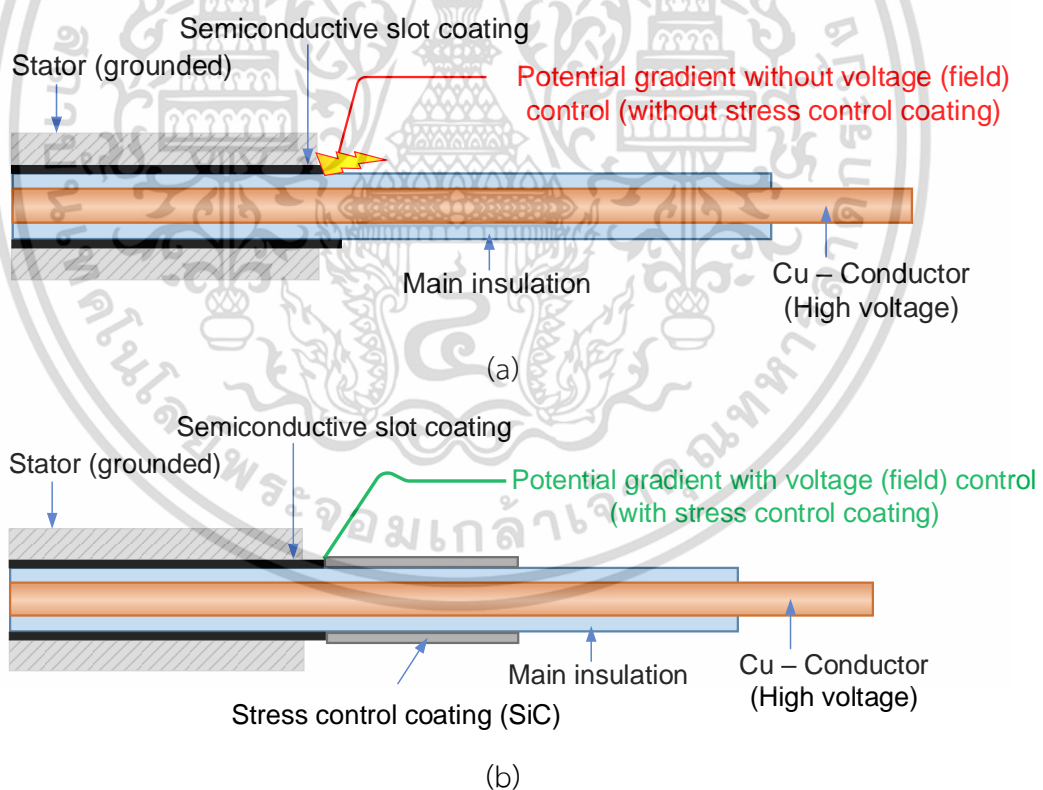 Semiconductive slot coating
Stator (grounded)
Potential gradient without voltage (field)
control (without stress control coating)
Main insulation
Cu – Conductor
(High voltage)
(a)
Semiconductive slot coating
Stator (grounded)
Potential gradient with voltage (field) control
(with stress control coating)
Main insulation
Cu – Conductor
(High voltage)
Stress control coating (SiC)
(b)